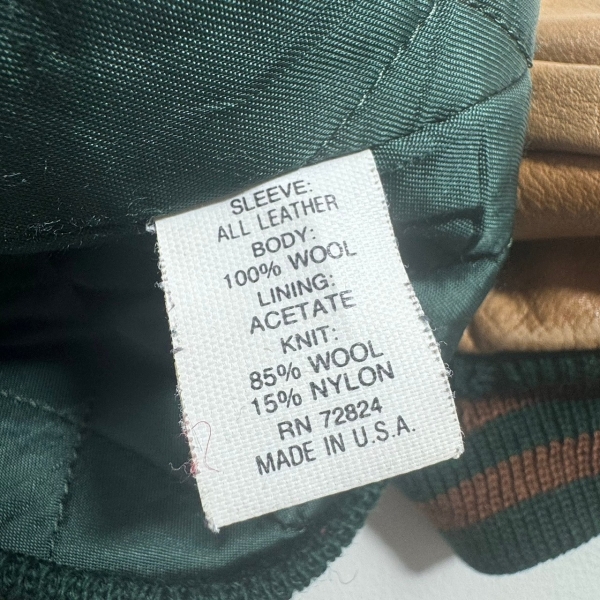 SLEEVE:
ALL LEATHER
BODY:
100% WOOL
LINING:
ACETATE
KNIT:
85% WOOL
15% NYLON
RN 72824
MADE IN U.S.A.